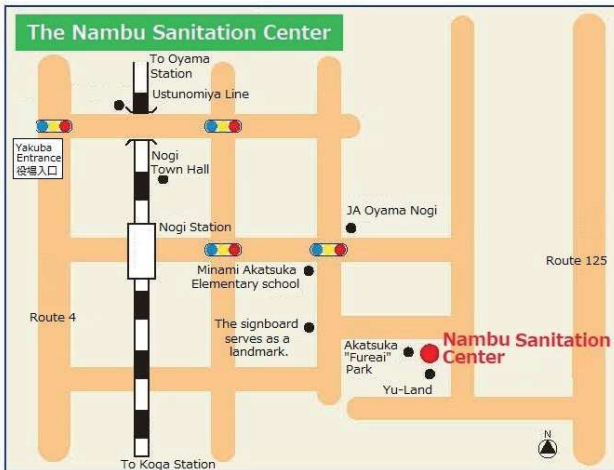 The Nambu Sanitation Center
To Oyama
Station
Ustunomiya Line
Yakuba
Entrance
役場入口
Nogi
Town Hall
JA Oyama Nogi
Nogi Station
Minami Akatsuka
Elementary school
Route 125
Route 4
The signboard
serves as a
landmark.
Akatsuka
"Fureai"
Park
Nambu Sanitation
Center
Yu-Land
N
To Koga Station